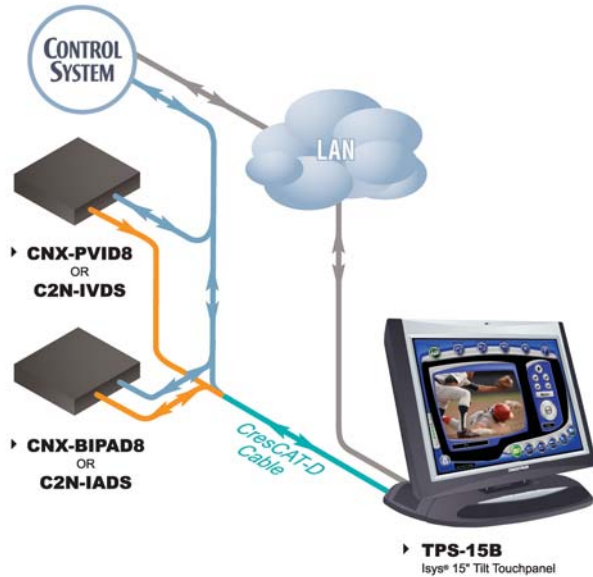 CONTROL
SYSTEM
LAN
CNX-PVID8
OR
C2N-IVDS
CNX-BIPAD8
OR
C2N-IADS
CresCAT-D
Cable
TPS-15B
Isys® 15" Tilt Touchpanel